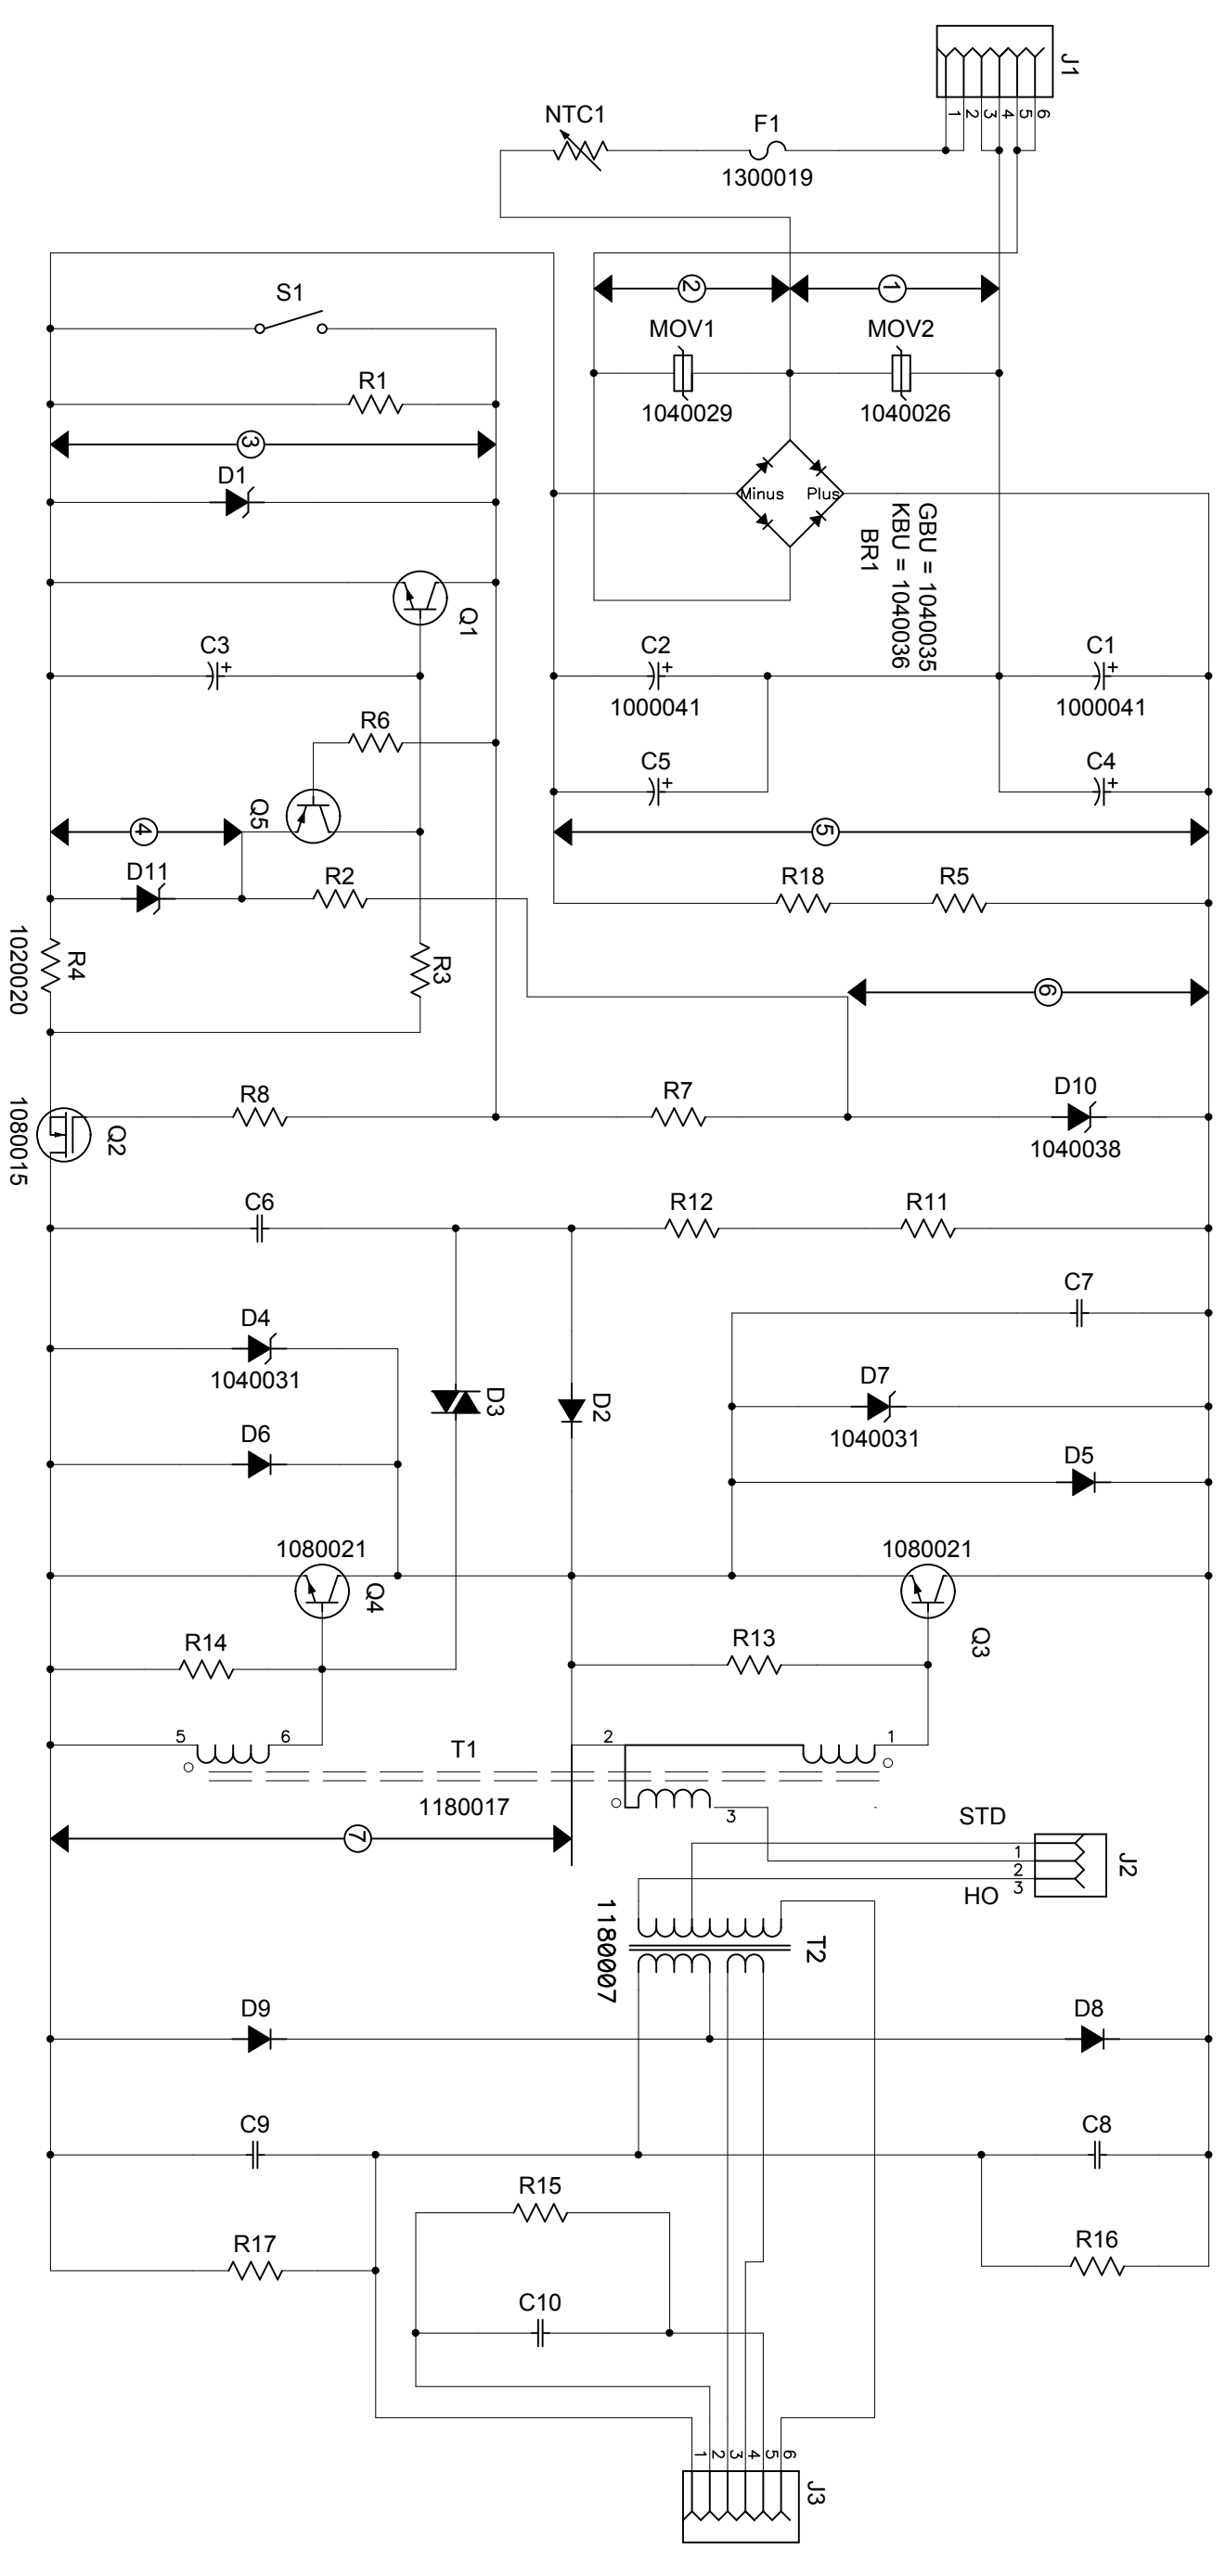 J1
1
2
3
4
5
6
NTC1
F1
1300019
S1
2
1
MOV1
MOV2
1040029
1040026
R1
3
D1
Minus
Plus
GBU = 1040035
KBU = 1040036
BR1
Q1
C3
C2
1000041
C1
1000041
R6
C5
C4
Q5
4
5
D11
R2
R18
R5
R4
1020020
R3
6
R8
R7
D10
1040038
Q2
1080015
C6
R12
R11
C7
D4
1040031
D3
D2
D7
1040031
D6
D5
1080021
Q4
1080021
Q3
R14
R13
5
6
2
1
T1
1180017
3
STD
J2
1
2
3
HO
7
1180007
T2
D9
D8
C9
C8
R15
R17
R16
C10
1
2
3
4
5
6
J3